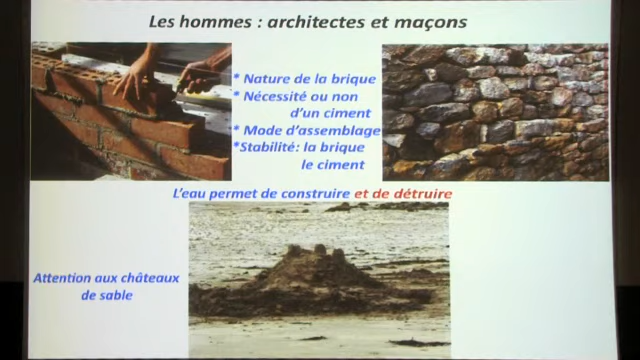 Les hommes : architectes et maçons
* Nature de la brique
* Nécessité ou non
d'un ciment
* Mode d'assemblage
*Stabilité: la brique
le ciment
L'eau permet de construire et de détruire
Attention aux châteaux
de sable